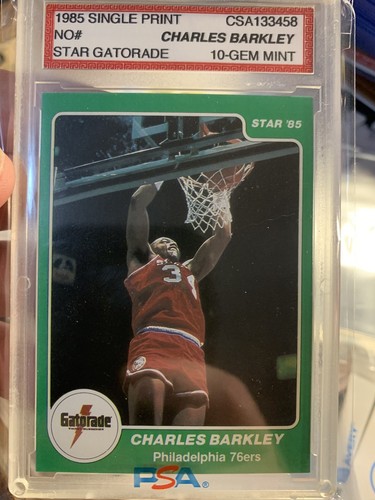 1985 SINGLE PRINT CSA133458
NO# CHARLES BARKLEY
STAR GATORADE 10-GEM MINT
STAR '85
3
Gatorade
CHARLES BARKLEY
Philadelphia 76ers
PSA®